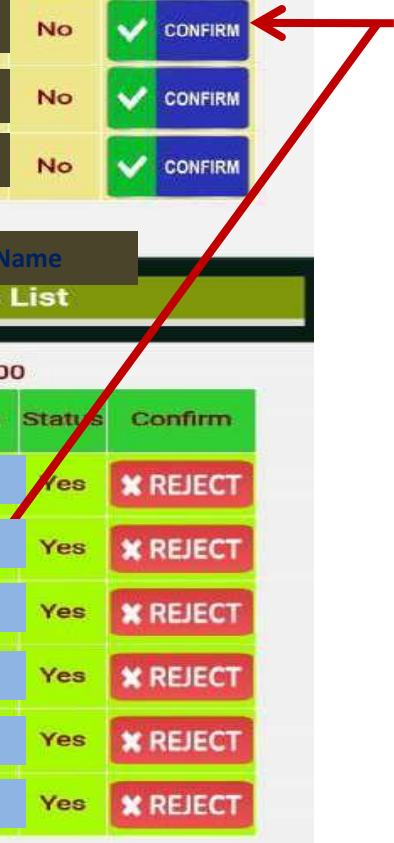 No CONFIRM
No CONFIRM
No CONFIRM
Name
List
00
Status Confirm
Yes REJECT
Yes REJECT
Yes REJECT
Yes REJECT
Yes REJECT
Yes REJECT